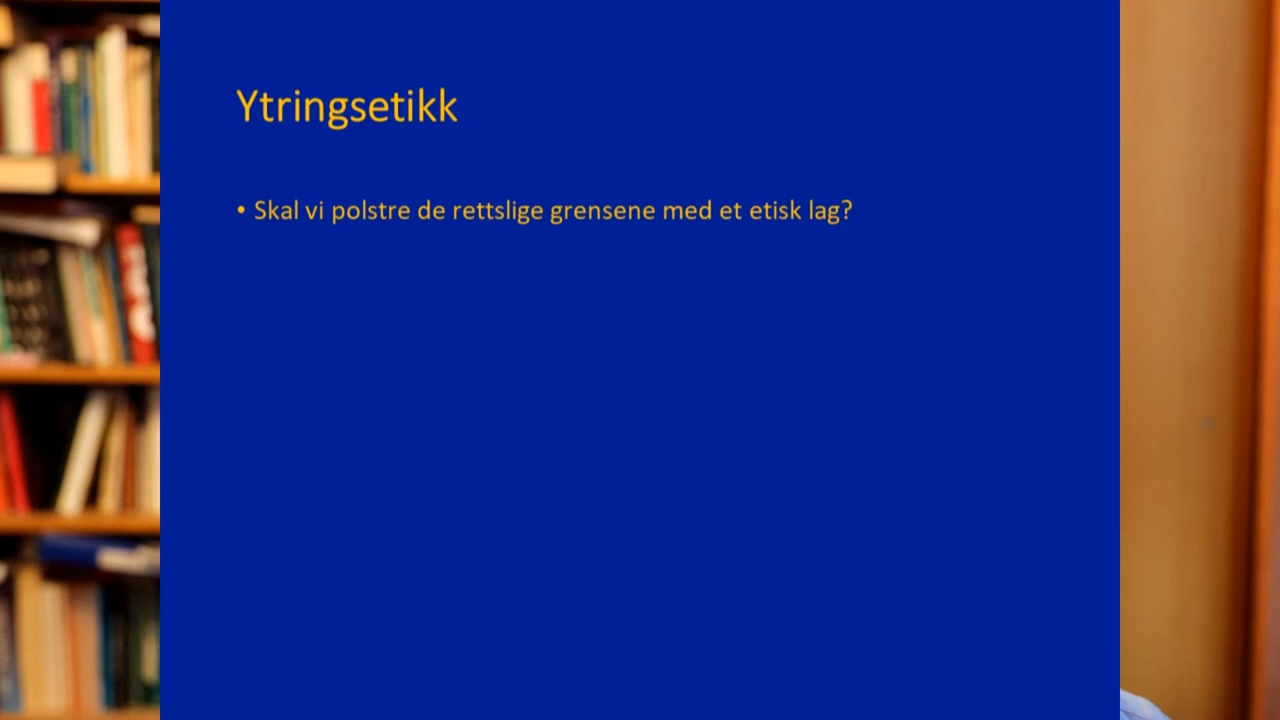 Ytringsetikk
• Skal vi polstre de rettslige grensene med et etisk lag?